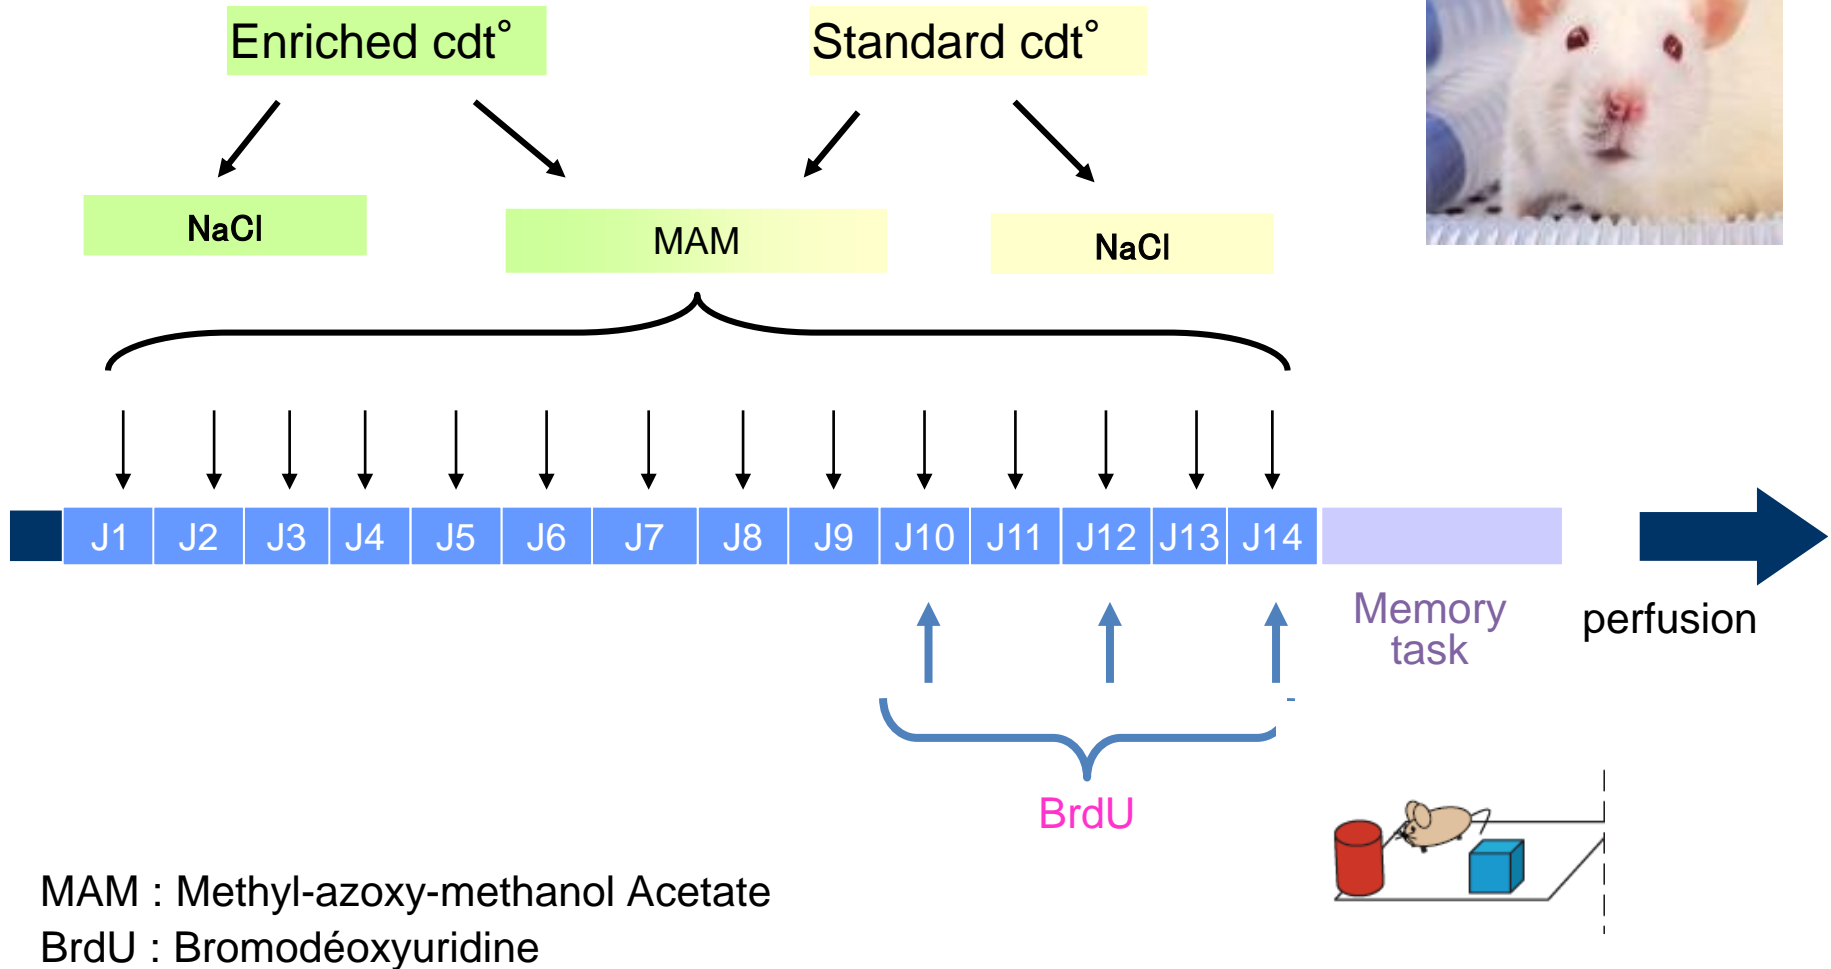 Enriched cdt° Standard cdt°
NaCl MAM NaCl
J1 J2 J3 J4 J5 J6 J7 J8 J9 J10 J11 J12 J13 J14
Memory
task
perfusion
BrdU
MAM : Methyl-azoxy-methanol Acetate
BrdU : Bromodéoxyuridine